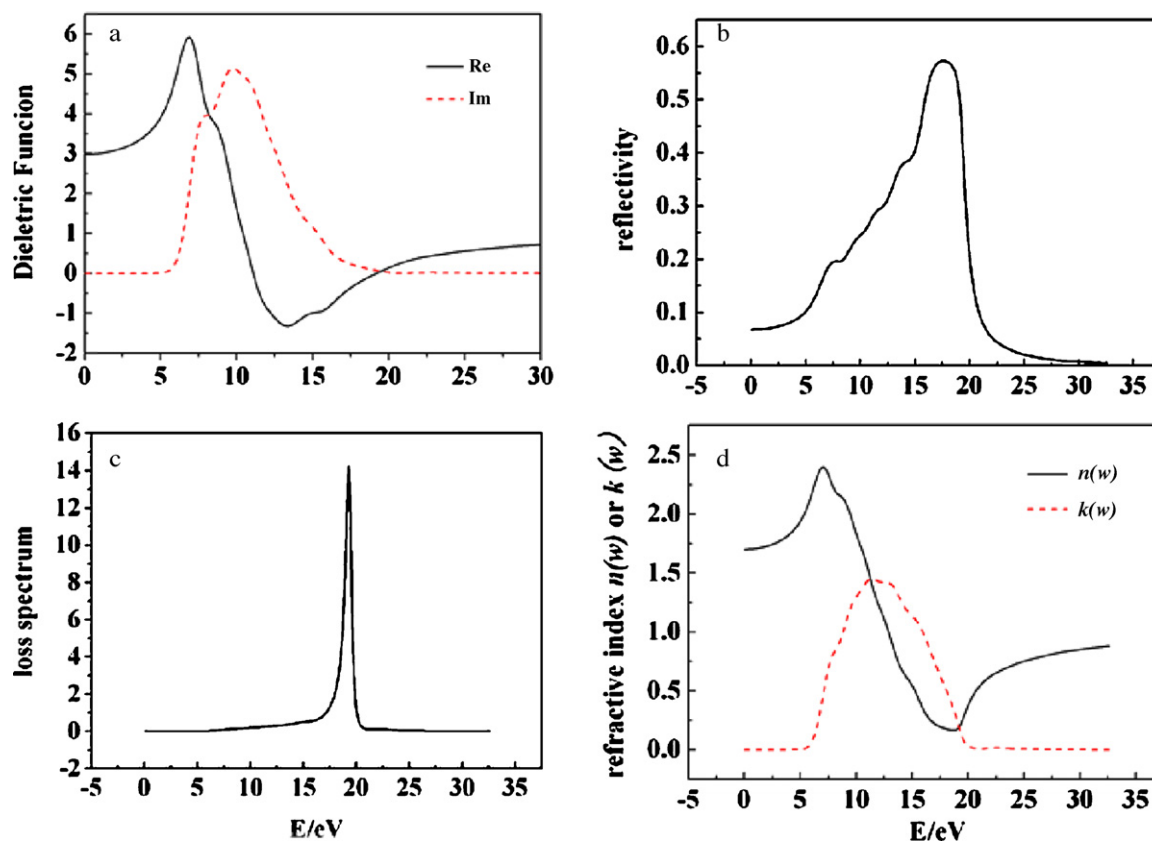 a
Re
Im
Dieletric Funcion
6
5
4
3
2
1
0
-1
-2
0 5 10 15 20 25 30
b
reflectivity
0.6
0.5
0.4
0.3
0.2
0.1
0.0
-5 0 5 10 15 20 25 30 35
c
loss spectrum
16
14
12
10
8
6
4
2
0
-2
-5 0 5 10 15 20 25 30 35
E/eV
d
n(w)
k(w)
refractive index n(w) or k (w)
2.5
2.0
1.5
1.0
0.5
0.0
-5 0 5 10 15 20 25 30 35
E/eV